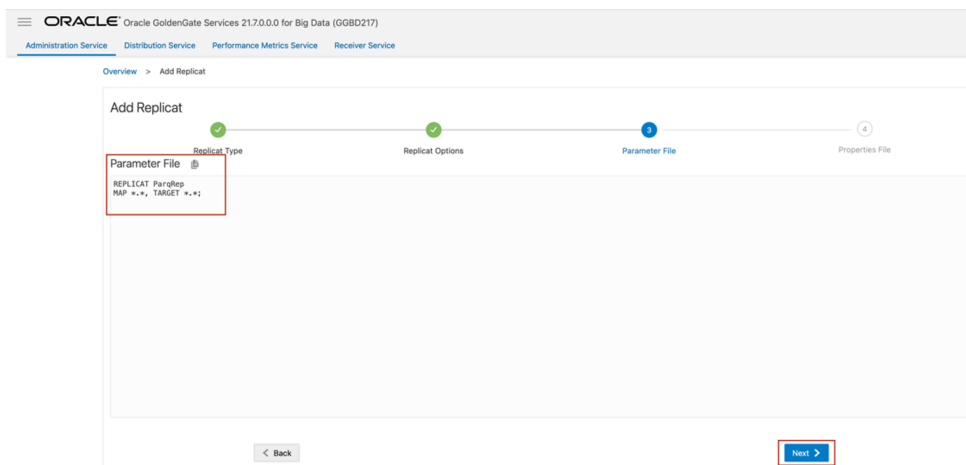 ORACLE Oracle GoldenGate Services 21.7.0.0.0 for Big Data (GGBD217)
Administration Service Distribution Service Performance Metrics Service Receiver Service
Overview > Add Replicat
Add Replicat
3 4
Replicat Type Replicat Options Parameter File Properties File
Parameter File
REPLICAT ParqRep
MAP *.*, TARGET *.*;
< Back Next >